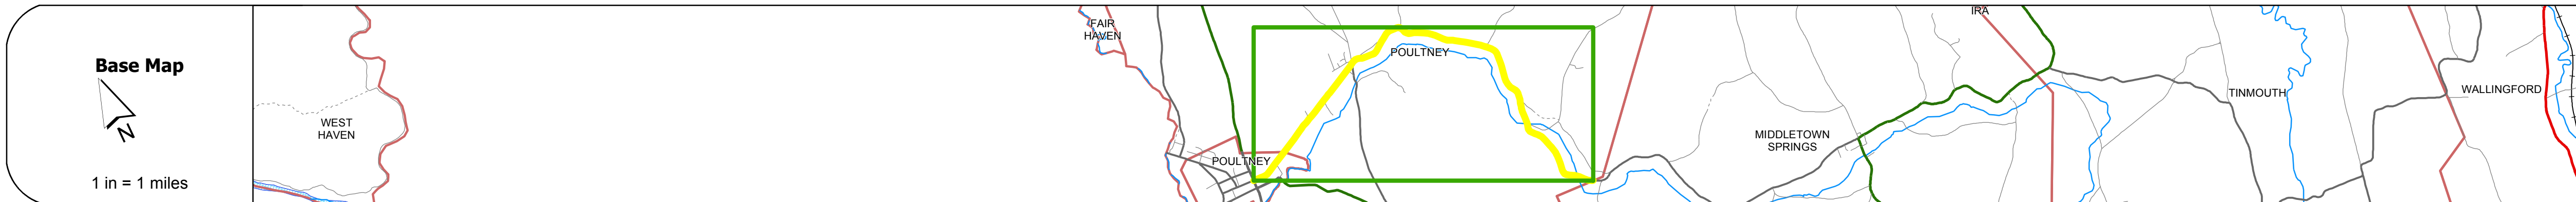 Base Map
N
1 in = 1 miles
WEST
HAVEN
FAIR
HAVEN
POULTNEY
POULTNEY
MIDDLETOWN
SPRINGS
IRA
TINMOUTH
WALLINGFORD